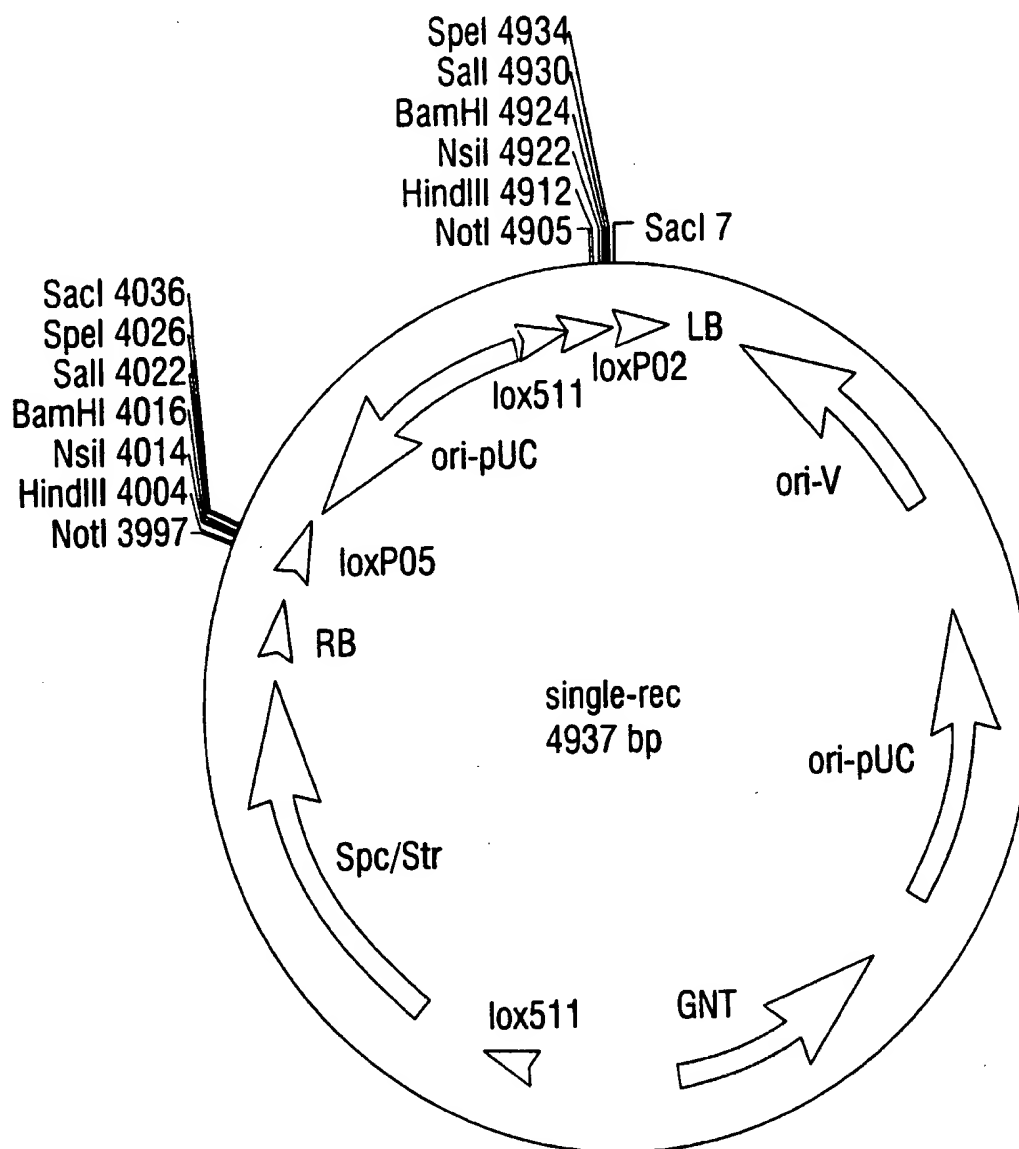 SpeI 4934
SalI 4930
BamHI 4924
NsiI 4922
HindIII 4912
NotI 4905
SacI 7
SacI 4036
SpeI 4026
SalI 4022
BamHI 4016
NsiI 4014
HindIII 4004
NotI 3997
LB
loxP02
lox511
ori-pUC
ori-V
loxP05
RB
single-rec
4937 bp
ori-pUC
Spc/Str
lox511
GNT